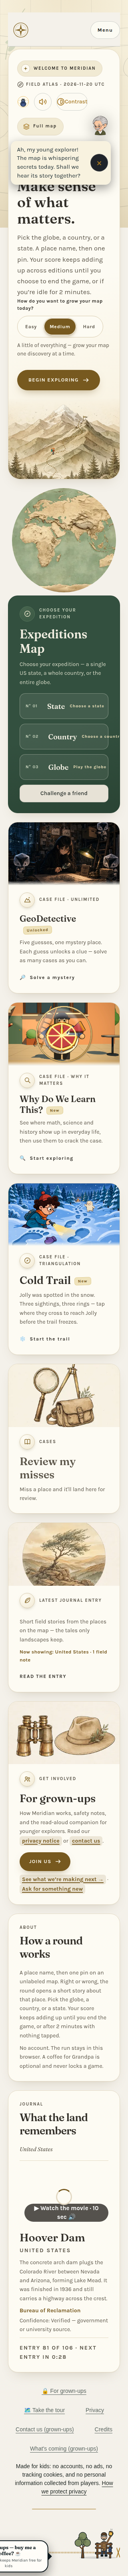 Menu
WELCOME TO MERIDIAN
FIELD ATLAS · 2026-11-20 UTC
Contrast
Full map
Ah, my young explorer!
The map is whispering
secrets today. Shall we
hear its story together?
×
Make sense
of what
matters.
Pick the globe, a country, or a
state. A place name, then one
pin. Your score keeps adding
up across editions until you
choose to end the game, or if
you're idle for 2 minutes.
How do you want to grow your map
today?
Easy
Medium
Hard
A little of everything — grow your map
one discovery at a time.
BEGIN EXPLORING →
CHOOSE YOUR
EXPEDITION
Expeditions
Map
Choose your expedition — a single
US state, a whole country, or the
entire globe.
N° 01 State Choose a state
N° 02 Country Choose a count
N° 03 Globe Play the globe
Challenge a friend
CASE FILE · UNLIMITED
GeoDetective
Unlocked
Five guesses, one mystery place.
Each guess unlocks a clue — solve
as many cases as you can.
Solve a mystery
CASE FILE · WHY IT
MATTERS
Why Do We Learn
This? New
See where math, science and
history show up in everyday life,
then use them to crack the case.
Start exploring
CASE FILE ·
TRIANGULATION
Cold Trail New
Jolly was spotted in the snow.
Three sightings, three rings — tap
where they cross to reach Jolly
before the trail freezes.
Start the trail
CASES
Review my
misses
Miss a place and it'll land here for
review.
LATEST JOURNAL ENTRY
Short field stories from the places
on the map — the tales only
landscapes keep.
Now showing: United States · 1 field
note
READ THE ENTRY
GET INVOLVED
For grown-ups
How Meridian works, safety notes,
and the read-aloud companion for
younger explorers. Read our
privacy notice or contact us.
JOIN US →
See what we're making next →
Ask for something new
ABOUT
How a round
works
A place name, then one pin on an
unlabeled map. Right or wrong, the
round opens a short story about
that place. Pick the globe, a
country, or a state. Your score
keeps adding up until you end the
game, or after 2 minutes with
nothing tapped.
No account. The run stays in this
browser. A coffee for Grandpa is
optional and never locks a game.
JOURNAL
What the land
remembers
United States
▶ Watch the movie · 10
sec 🔊
Hoover Dam
UNITED STATES
The concrete arch dam plugs the
Colorado River between Nevada
and Arizona, forming Lake Mead. It
was finished in 1936 and still
carries a highway across the crest.
Bureau of Reclamation
Confidence: Verified — government
or university source.
ENTRY 81 OF 106 · NEXT
ENTRY IN 0:28
🔒 For grown-ups
🗺️ Take the tour
Privacy
Contact us (grown-ups)
Credits
What's coming (grown-ups)
Made for kids: no accounts, no ads, no
tracking cookies, and no personal
information collected from players. How
we protect privacy
ps — buy me a
offee? ☕
keeps Meridian free for
kids.